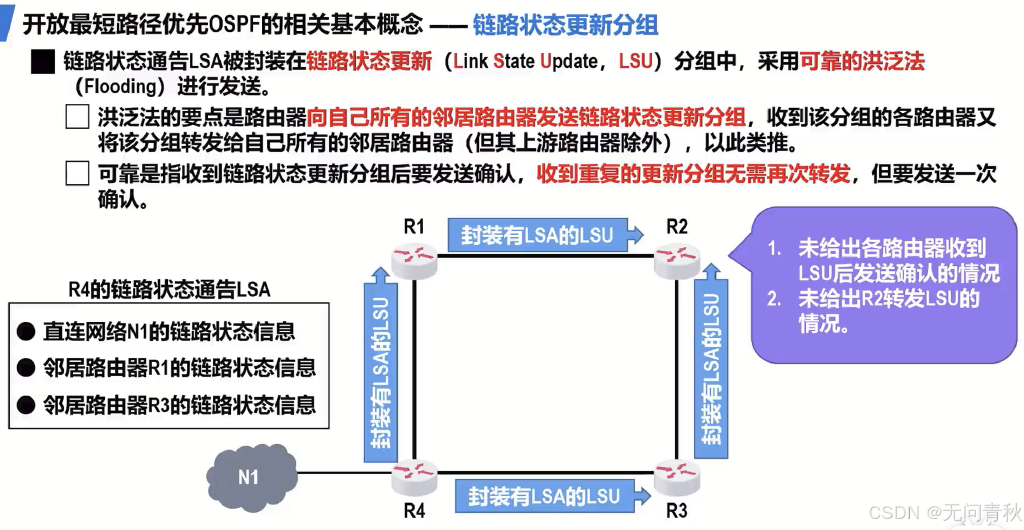 开放最短路径优先OSPF的相关基本概念 —— 链路状态更新分组
链路状态通告LSA被封装在链路状态更新（Link State Update，LSU）分组中，采用可靠的洪泛法
（Flooding）进行发送。
洪泛法的要点是路由器向自己所有的邻居路由器发送链路状态更新分组，收到该分组的各路由器又
将该分组转发给自己所有的邻居路由器（但其上游路由器除外），以此类推。
可靠是指收到链路状态更新分组后要发送确认，收到重复的更新分组无需再次转发，但要发送一次
确认。
R1
封装有LSA的LSU
R2
1. 未给出各路由器收到
LSU后发送确认的情况
2. 未给出R2转发LSU的
情况。
R4的链路状态通告LSA
直连网络N1的链路状态信息
邻居路由器R1的链路状态信息
邻居路由器R3的链路状态信息
封装有LSA的LSU
封装有LSA的LSU
N1
R4
封装有LSA的LSU
R3
CSDN @无问青秋